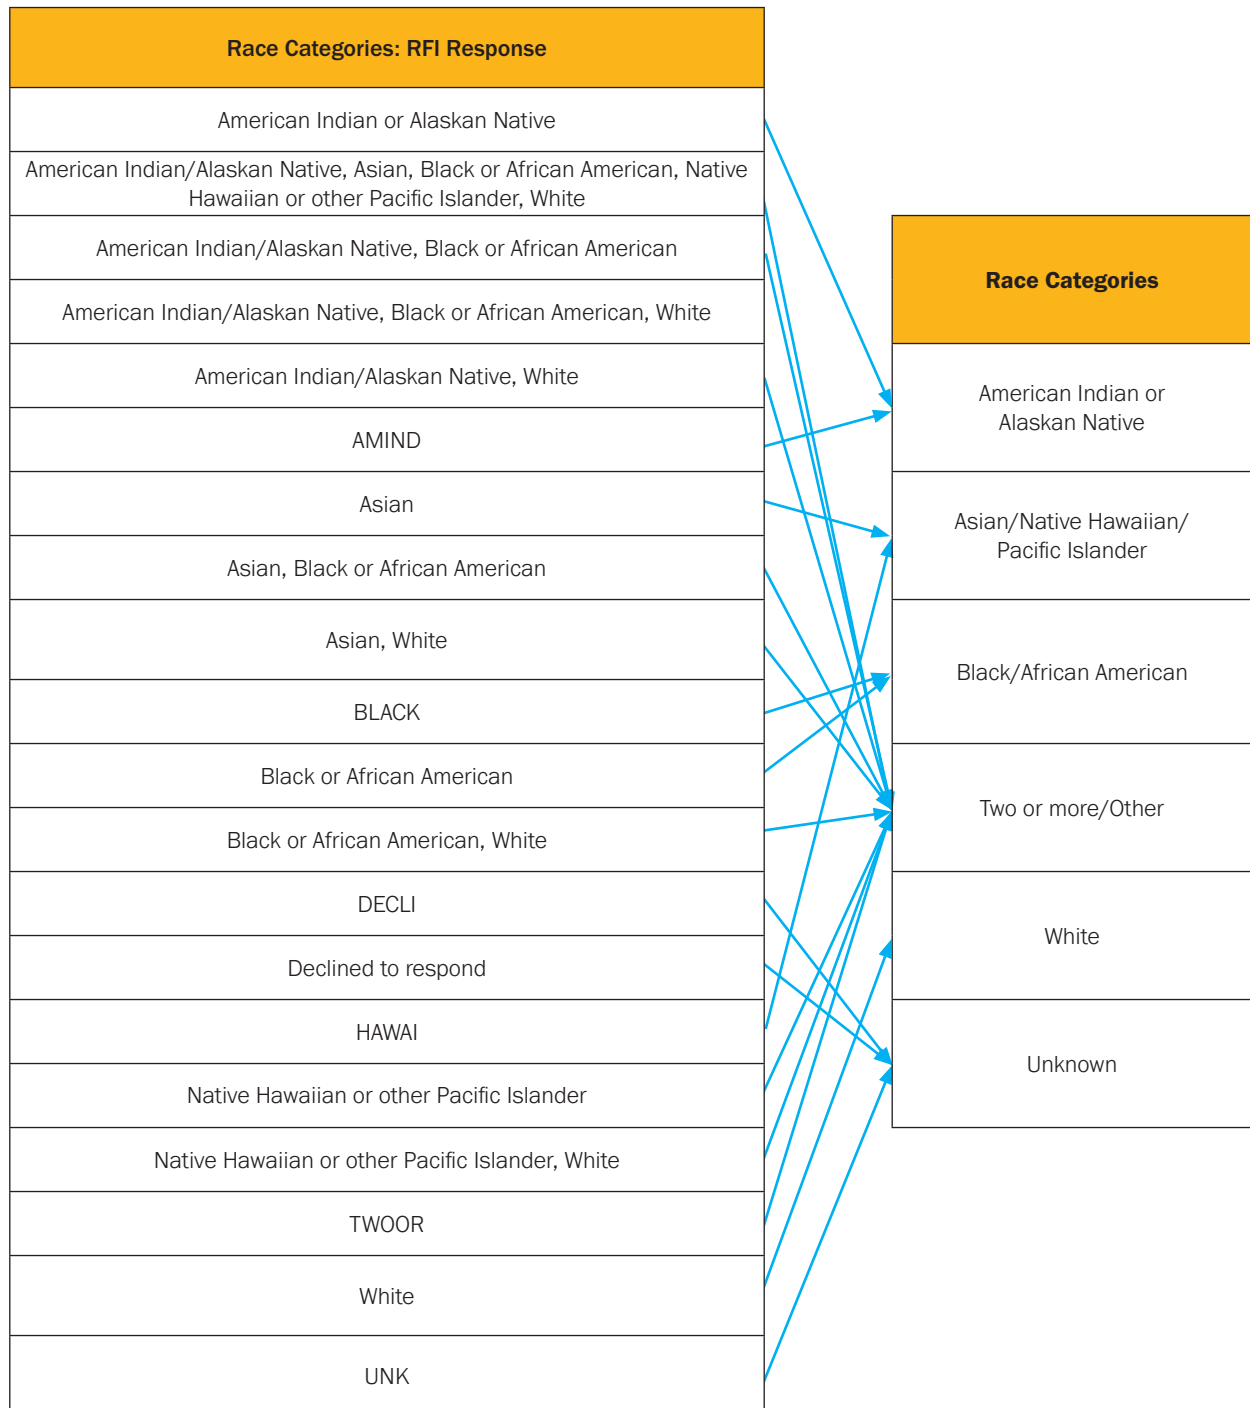 Race Categories: RFI Response
American Indian or Alaskan Native
American Indian/Alaskan Native, Asian, Black or African American, Native
Hawaiian or other Pacific Islander, White
American Indian/Alaskan Native, Black or African American
American Indian/Alaskan Native, Black or African American, White
American Indian/Alaskan Native, White
AMIND
Asian
Asian, Black or African American
Asian, White
BLACK
Black or African American
Black or African American, White
DECLI
Declined to respond
HAWAI
Native Hawaiian or other Pacific Islander
Native Hawaiian or other Pacific Islander, White
TWOOR
White
UNK
Race Categories
American Indian or
Alaskan Native
Asian/Native Hawaiian/
Pacific Islander
Black/African American
Two or more/Other
White
Unknown